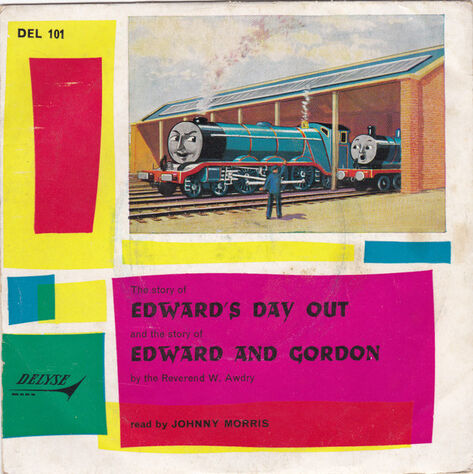 DEL 101
The story of
EDWARD'S DAY OUT
and the story of
EDWARD AND GORDON
by the Reverend W. Awdry
DELYSE
read by JOHNNY MORRIS